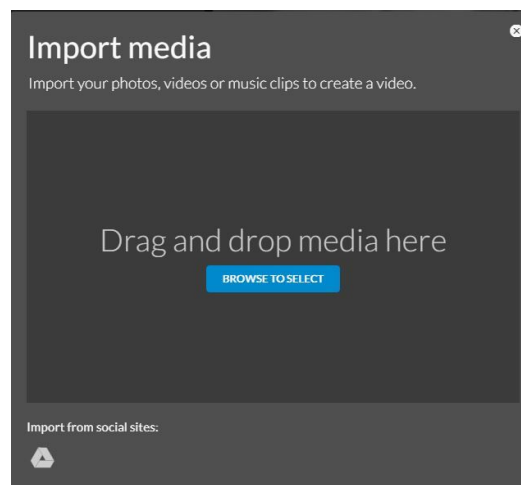 Import media
Import your photos, videos or music clips to create a video.
Drag and drop media here
BROWSE TO SELECT
Import from social sites: